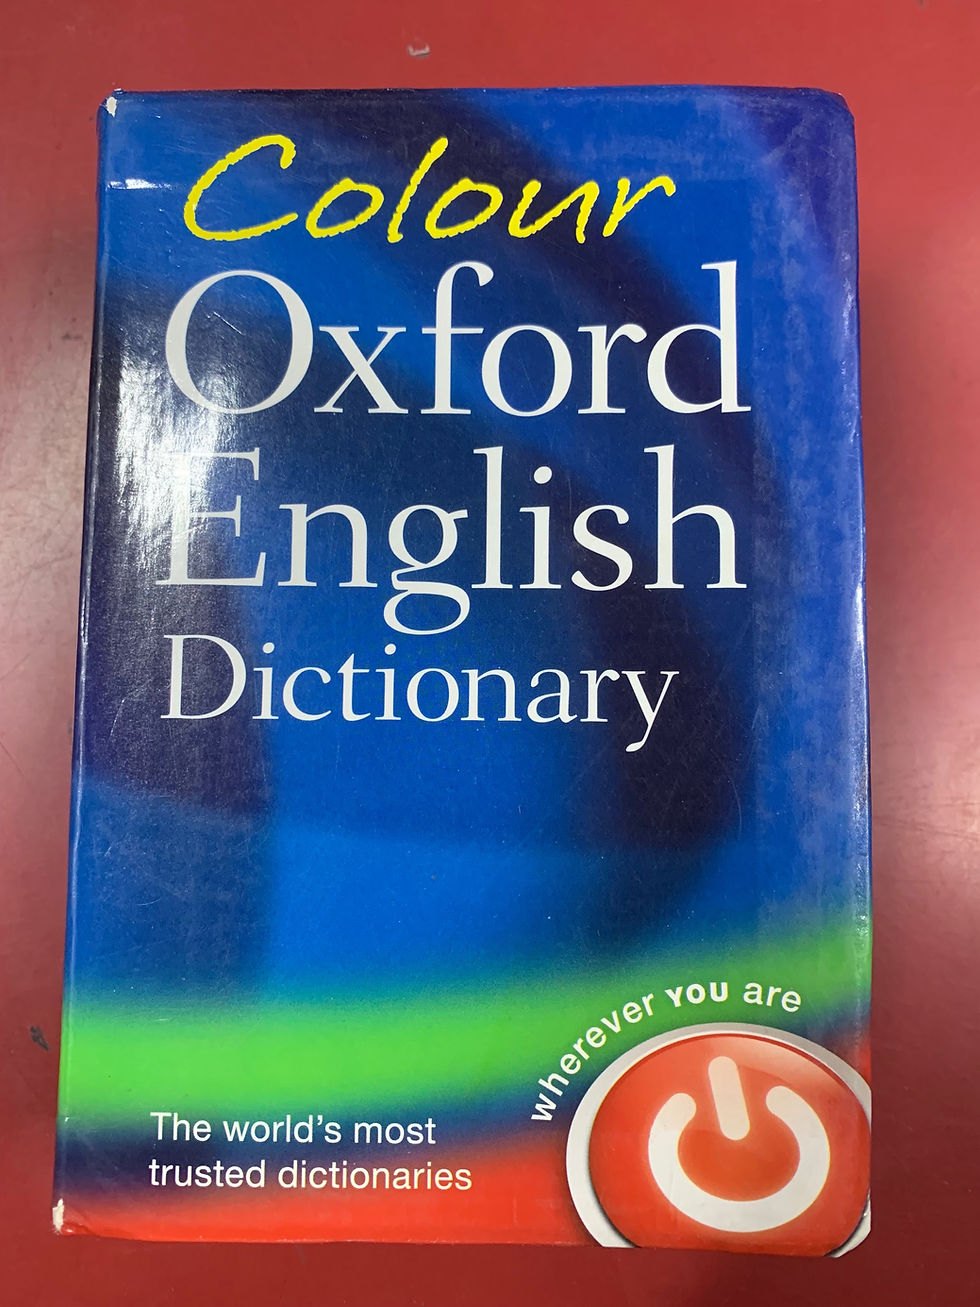 Colour
Oxford
English
Dictionary
wherever YOU are
The world's most
trusted dictionaries